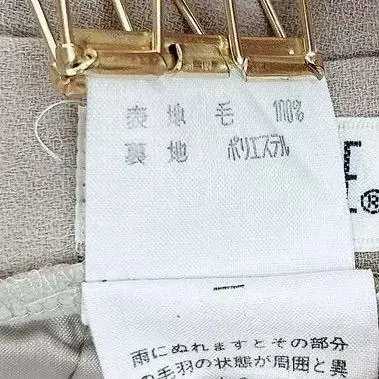 表地 毛 100%
裏地 ポリエステル
®
雨にぬれますとその部分
の毛羽の状態が周囲と異